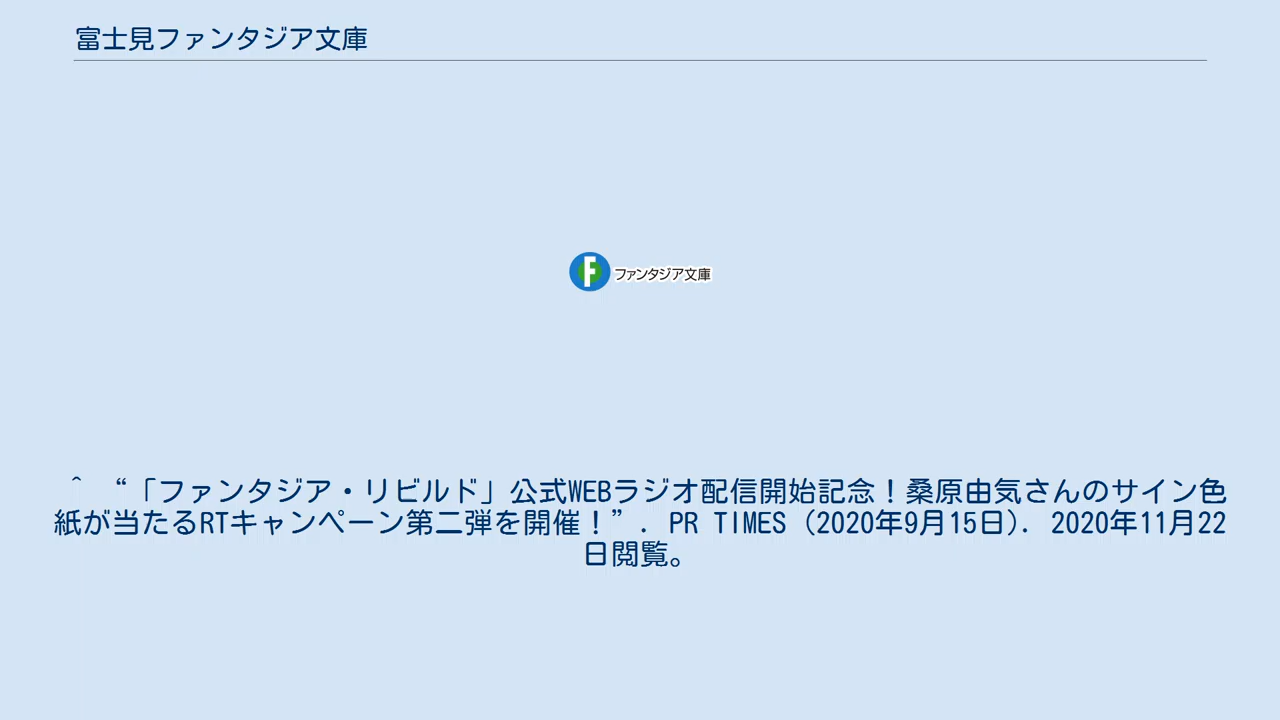 富士見ファンタジア文庫
F ファンタジア文庫
^ “「ファンタジア・リビルド」公式WEBラジオ配信開始記念！桑原由気さんのサイン色
紙が当たるRTキャンペーン第二弾を開催！”. PR TIMES (2020年9月15日). 2020年11月22
日閲覧。